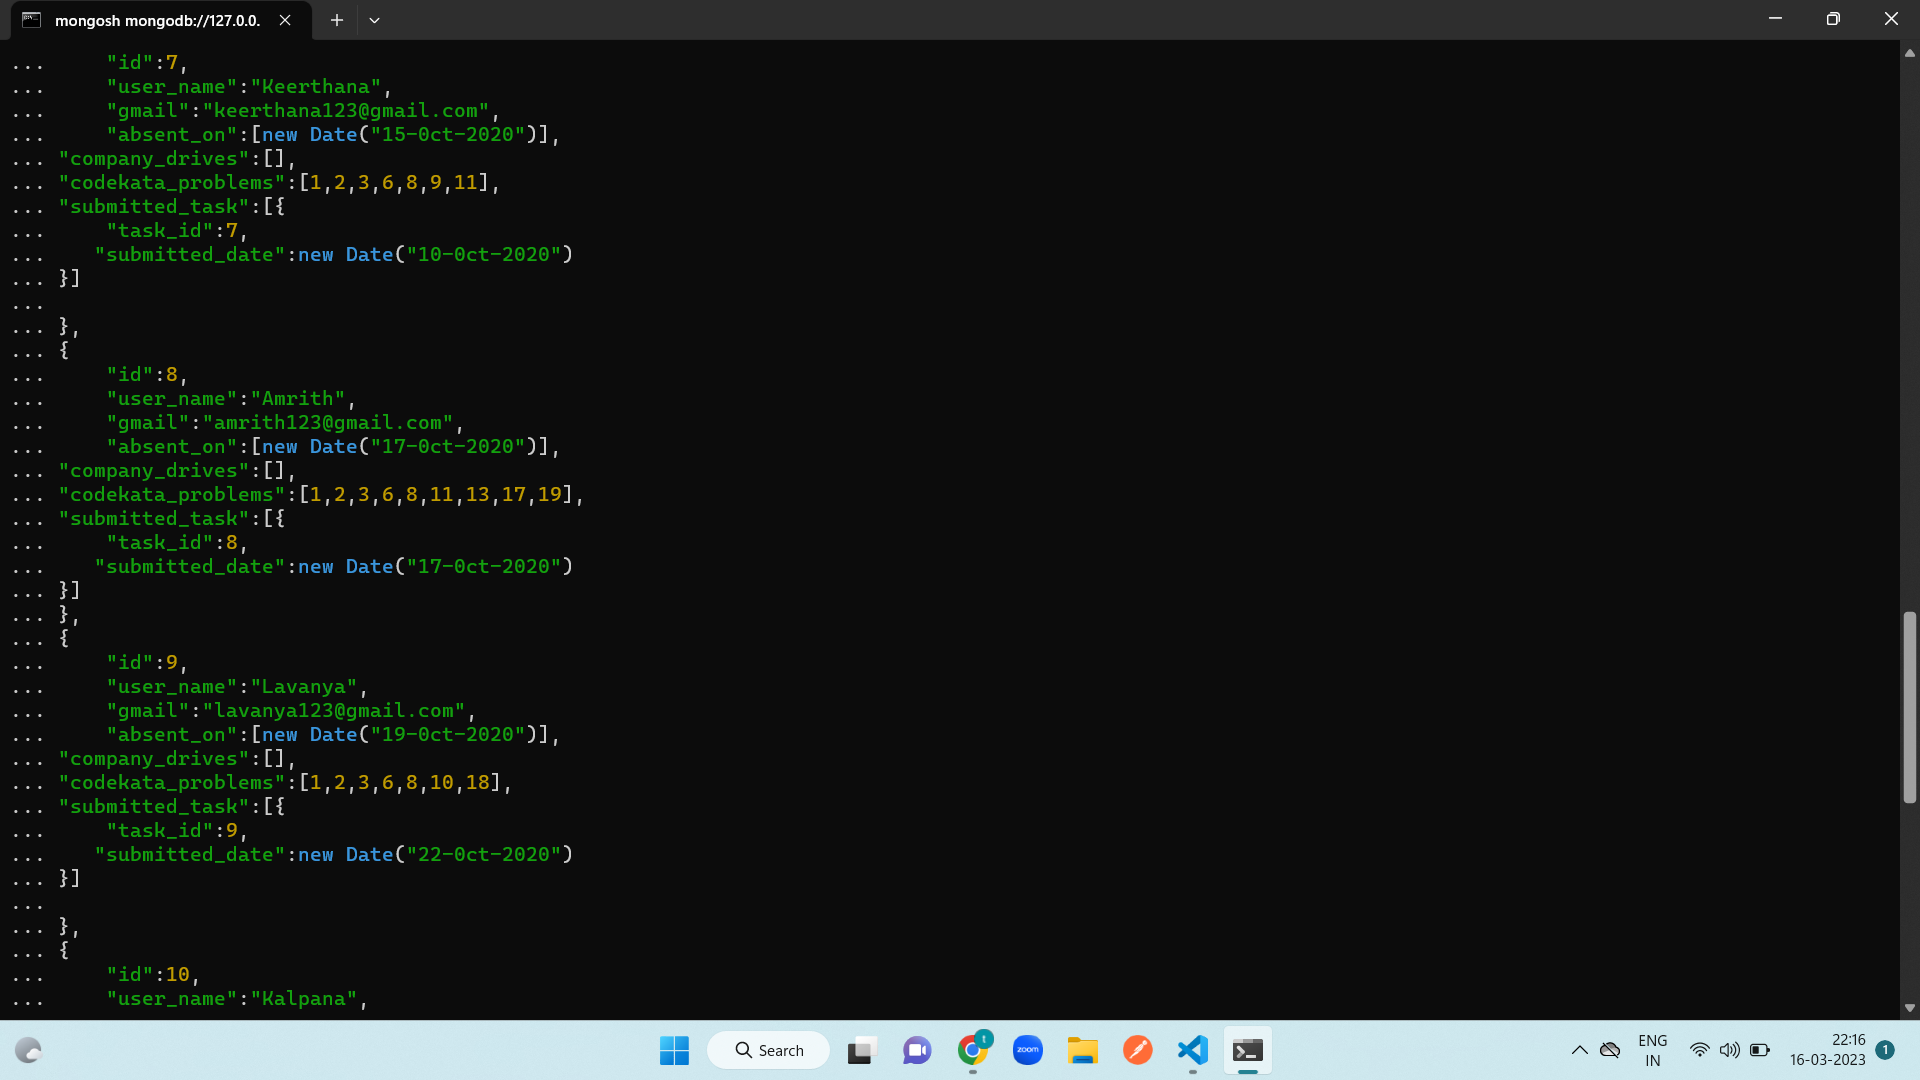 mongosh mongodb://127.0.0.
...     "id":7,
...     "user_name":"Keerthana",
...     "gmail":"keerthana123@gmail.com",
...     "absent_on":[new Date("15-Oct-2020")],
... "company_drives":[],
... "codekata_problems":[1,2,3,6,8,9,11],
... "submitted_task":[{
...     "task_id":7,
...    "submitted_date":new Date("10-Oct-2020")
... }]
...
... },
... {
...     "id":8,
...     "user_name":"Amrith",
...     "gmail":"amrith123@gmail.com",
...     "absent_on":[new Date("17-Oct-2020")],
... "company_drives":[],
... "codekata_problems":[1,2,3,6,8,11,13,17,19],
... "submitted_task":[{
...     "task_id":8,
...    "submitted_date":new Date("17-Oct-2020")
... }]
... },
... {
...     "id":9,
...     "user_name":"Lavanya",
...     "gmail":"lavanya123@gmail.com",
...     "absent_on":[new Date("19-Oct-2020")],
... "company_drives":[],
... "codekata_problems":[1,2,3,6,8,10,18],
... "submitted_task":[{
...     "task_id":9,
...    "submitted_date":new Date("22-Oct-2020")
... }]
...
... },
... {
...     "id":10,
...     "user_name":"Kalpana",
Search
t
zoom
ENG
IN
22:16
16-03-2023
1